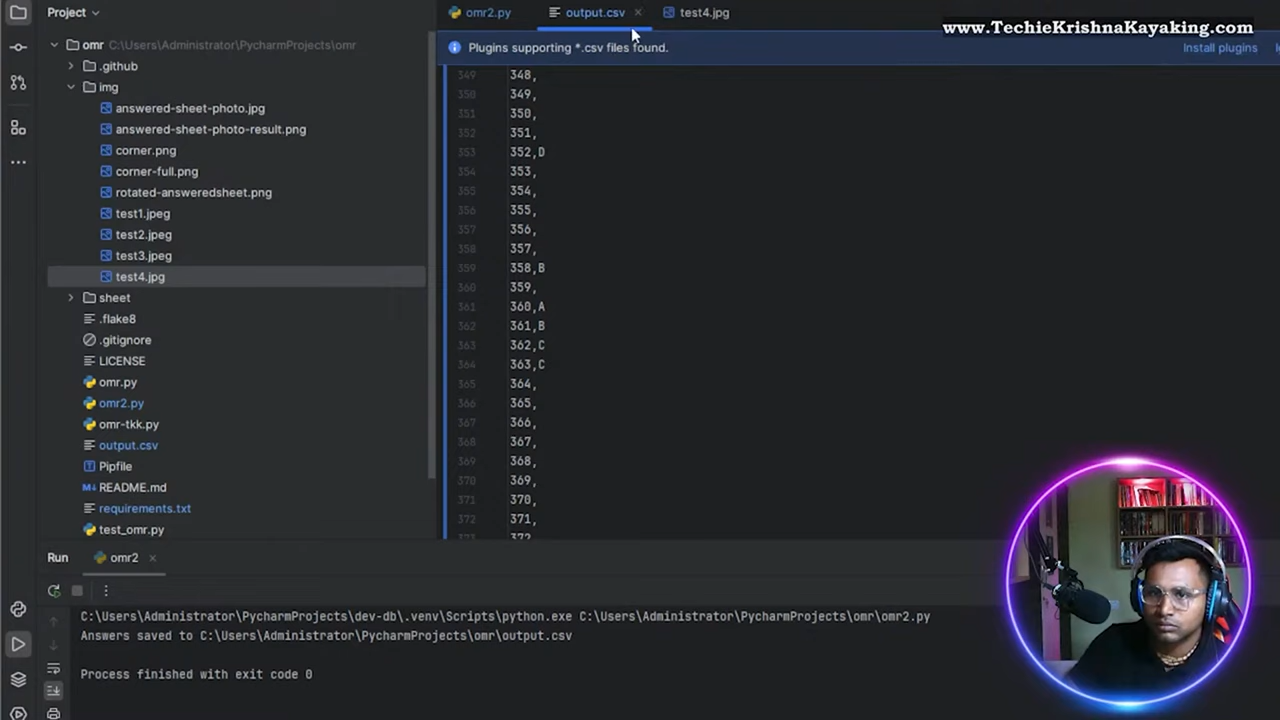 Project
omr2.py
output.csv
test4.jpg
www.TechieKrishnaKayaking.com
omr C:\Users\Administrator\PycharmProjects\omr
Plugins supporting *.csv files found.
Install plugins
.github
img
answered-sheet-photo.jpg
answered-sheet-photo-result.png
corner.png
corner-full.png
rotated-answeredsheet.png
test1.jpeg
test2.jpeg
test3.jpeg
test4.jpg
sheet
.flake8
.gitignore
LICENSE
omr.py
omr2.py
omr-tkk.py
output.csv
Pipfile
README.md
requirements.txt
test_omr.py
349 348,
350 349,
351 350,
352 351,
353 352,D
354 353,
355 354,
356 355,
357 356,
358 357,
359 358,B
360 359,
361 360,A
362 361,B
363 362,C
364 363,C
365 364,
366 365,
367 366,
368 367,
369 368,
370 369,
371 370,
372 371,
373 372
Run
omr2
C:\Users\Administrator\PycharmProjects\dev-db\.venv\Scripts\python.exe C:\Users\Administrator\PycharmProjects\omr\omr2.py
Answers saved to C:\Users\Administrator\PycharmProjects\omr\output.csv
Process finished with exit code 0